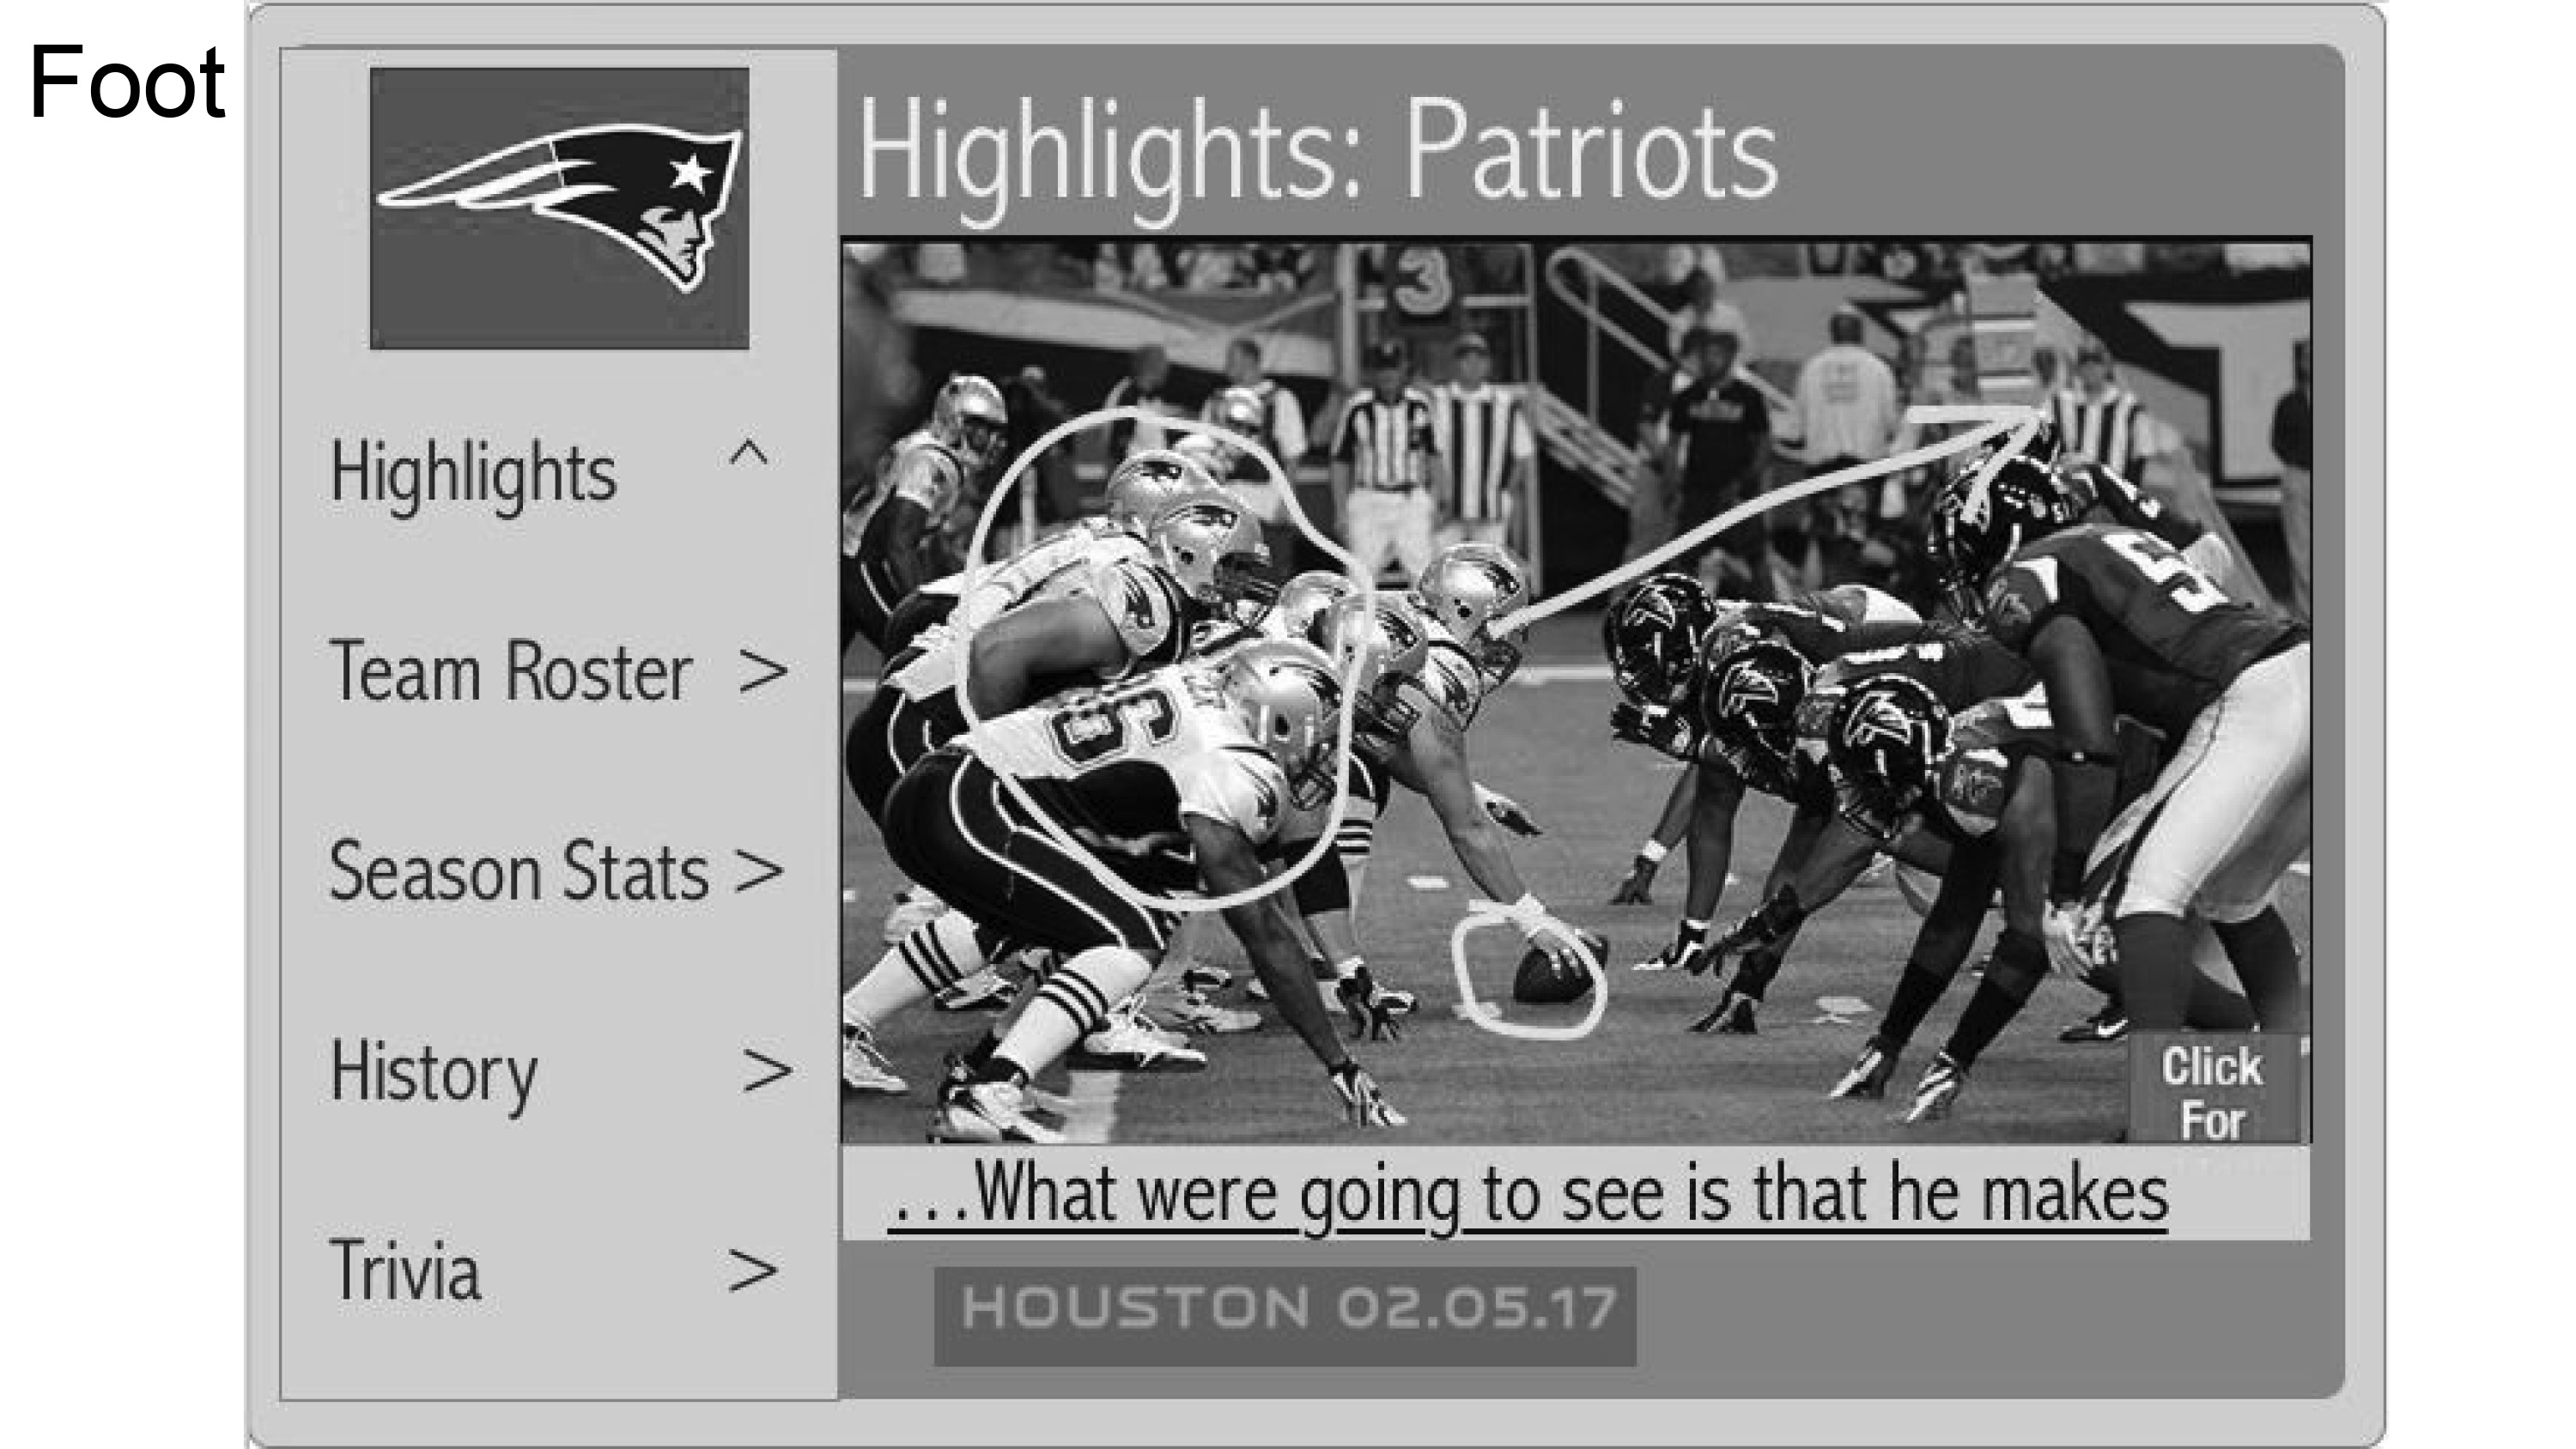 Foot
Highlights: Patriots
Highlights ^
Team Roster >
Season Stats >
History >
Trivia >
3
Click
For
...What were going to see is that he makes
HOUSTON 02.05.17